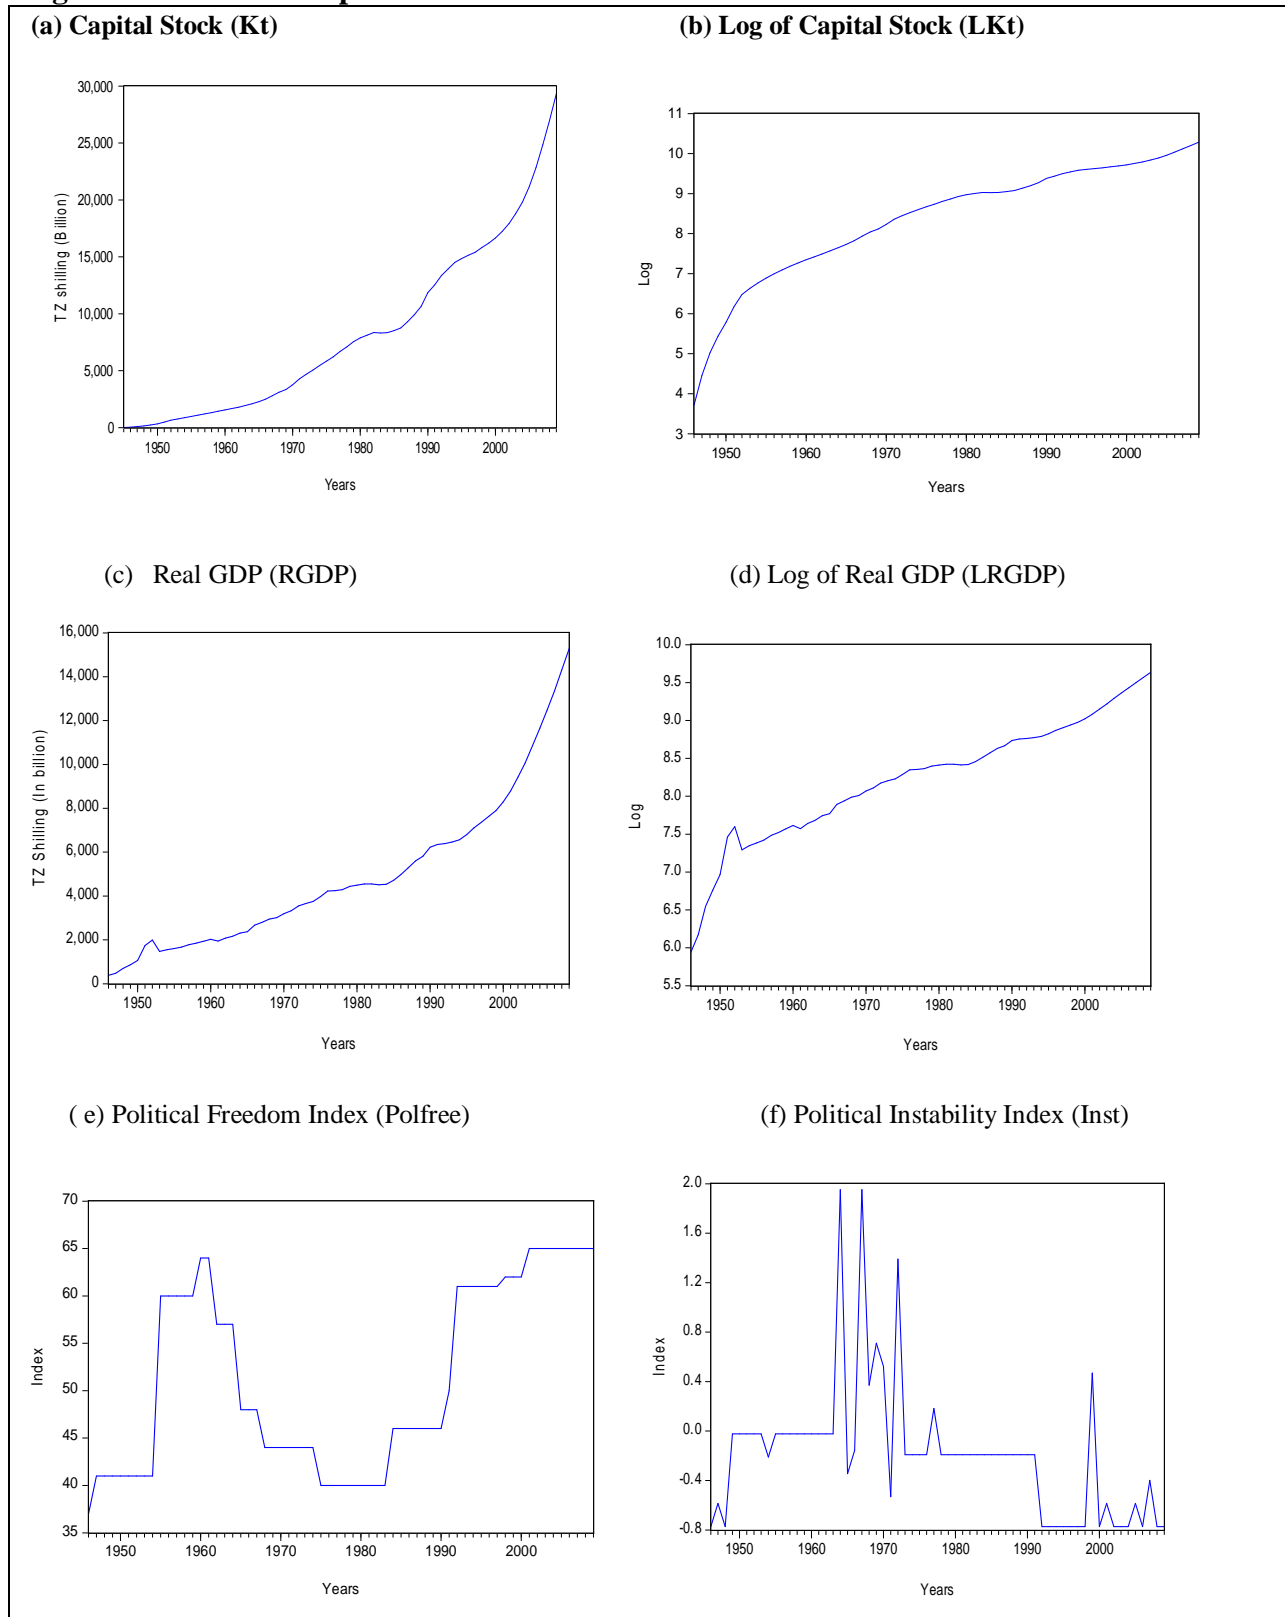 (a) Capital Stock (Kt)
(b) Log of Capital Stock (LKt)
30,000
25,000
20,000
15,000
10,000
5,000
0
TZ shilling (Billion)
1950 1960 1970 1980 1990 2000
Years
11
10
9
8
7
6
5
4
3
Log
1950 1960 1970 1980 1990 2000
Years
(c) Real GDP (RGDP)
(d) Log of Real GDP (LRGDP)
16,000
14,000
12,000
10,000
8,000
6,000
4,000
2,000
0
TZ Shilling (In billion)
1950 1960 1970 1980 1990 2000
Years
10.0
9.5
9.0
8.5
8.0
7.5
7.0
6.5
6.0
5.5
Log
1950 1960 1970 1980 1990 2000
Years
( e) Political Freedom Index (Polfree)
(f) Political Instability Index (Inst)
70
65
60
55
50
45
40
35
Index
1950 1960 1970 1980 1990 2000
Years
2.0
1.6
1.2
0.8
0.4
0.0
-0.4
-0.8
Index
1950 1960 1970 1980 1990 2000
Years